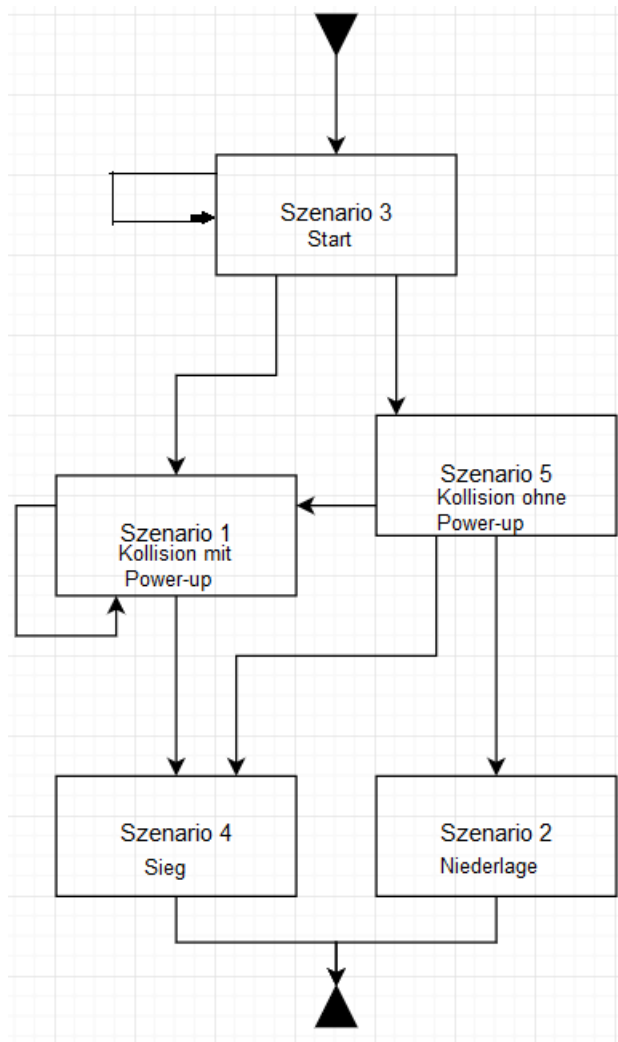 Szenario 3
Start
Szenario 5
Kollision ohne
Power-up
Szenario 1
Kollision mit
Power-up
Szenario 4
Sieg
Szenario 2
Niederlage